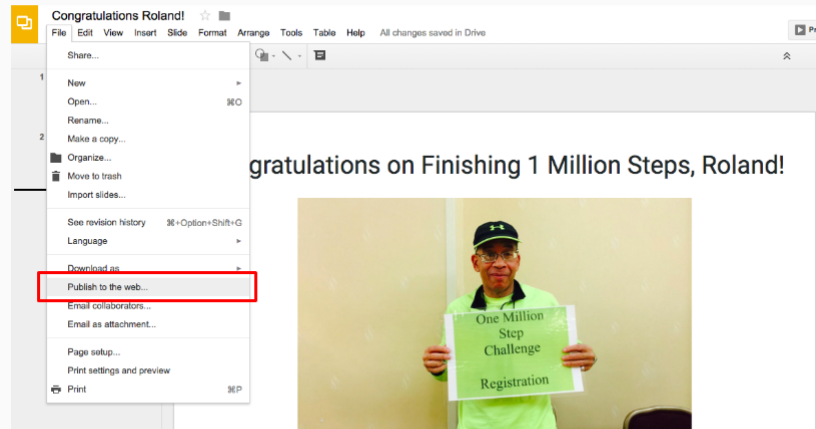 Congratulations Roland!
File Edit View Insert Slide Format Arrange Tools Table Help All changes saved in Drive
Share...
1
New
Open... ⌘O
Rename...
2
Make a copy...
Organize...
gratulations on Finishing 1 Million Steps, Roland!
Move to trash
Import slides...
See revision history ⌘+Option+Shift+G
Language
Download as
Publish to the web...
Email collaborators...
Email as attachment...
Page setup...
Print settings and preview
Print ⌘P
One Million
Step
Challenge
Registration